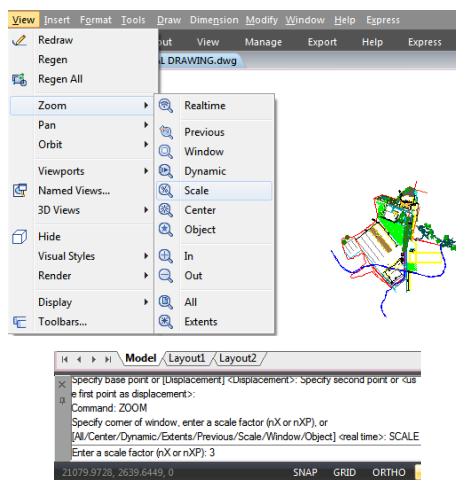 View Insert Format Tools Draw Dimension Modify Window Help Express
out View Manage Export Help Express
L DRAWING.dwg
Redraw
Regen
Regen All
Zoom
Pan
Orbit
Viewports
Named Views...
3D Views
Hide
Visual Styles
Render
Display
Toolbars...
Realtime
Previous
Window
Dynamic
Scale
Center
Object
In
Out
All
Extents
Model Layout1 Layout2
Specify base point or [Displacement] <Displacement>: Specify second point or <us
e first point as displacement>:
Command: ZOOM
Specify corner of window, enter a scale factor (nX or nXP), or
[All/Center/Dynamic/Extents/Previous/Scale/Window/Object] <real time>: SCALE
Enter a scale factor (nX or nXP): 3
21079.9728, 2639.6449, 0 SNAP GRID ORTHO